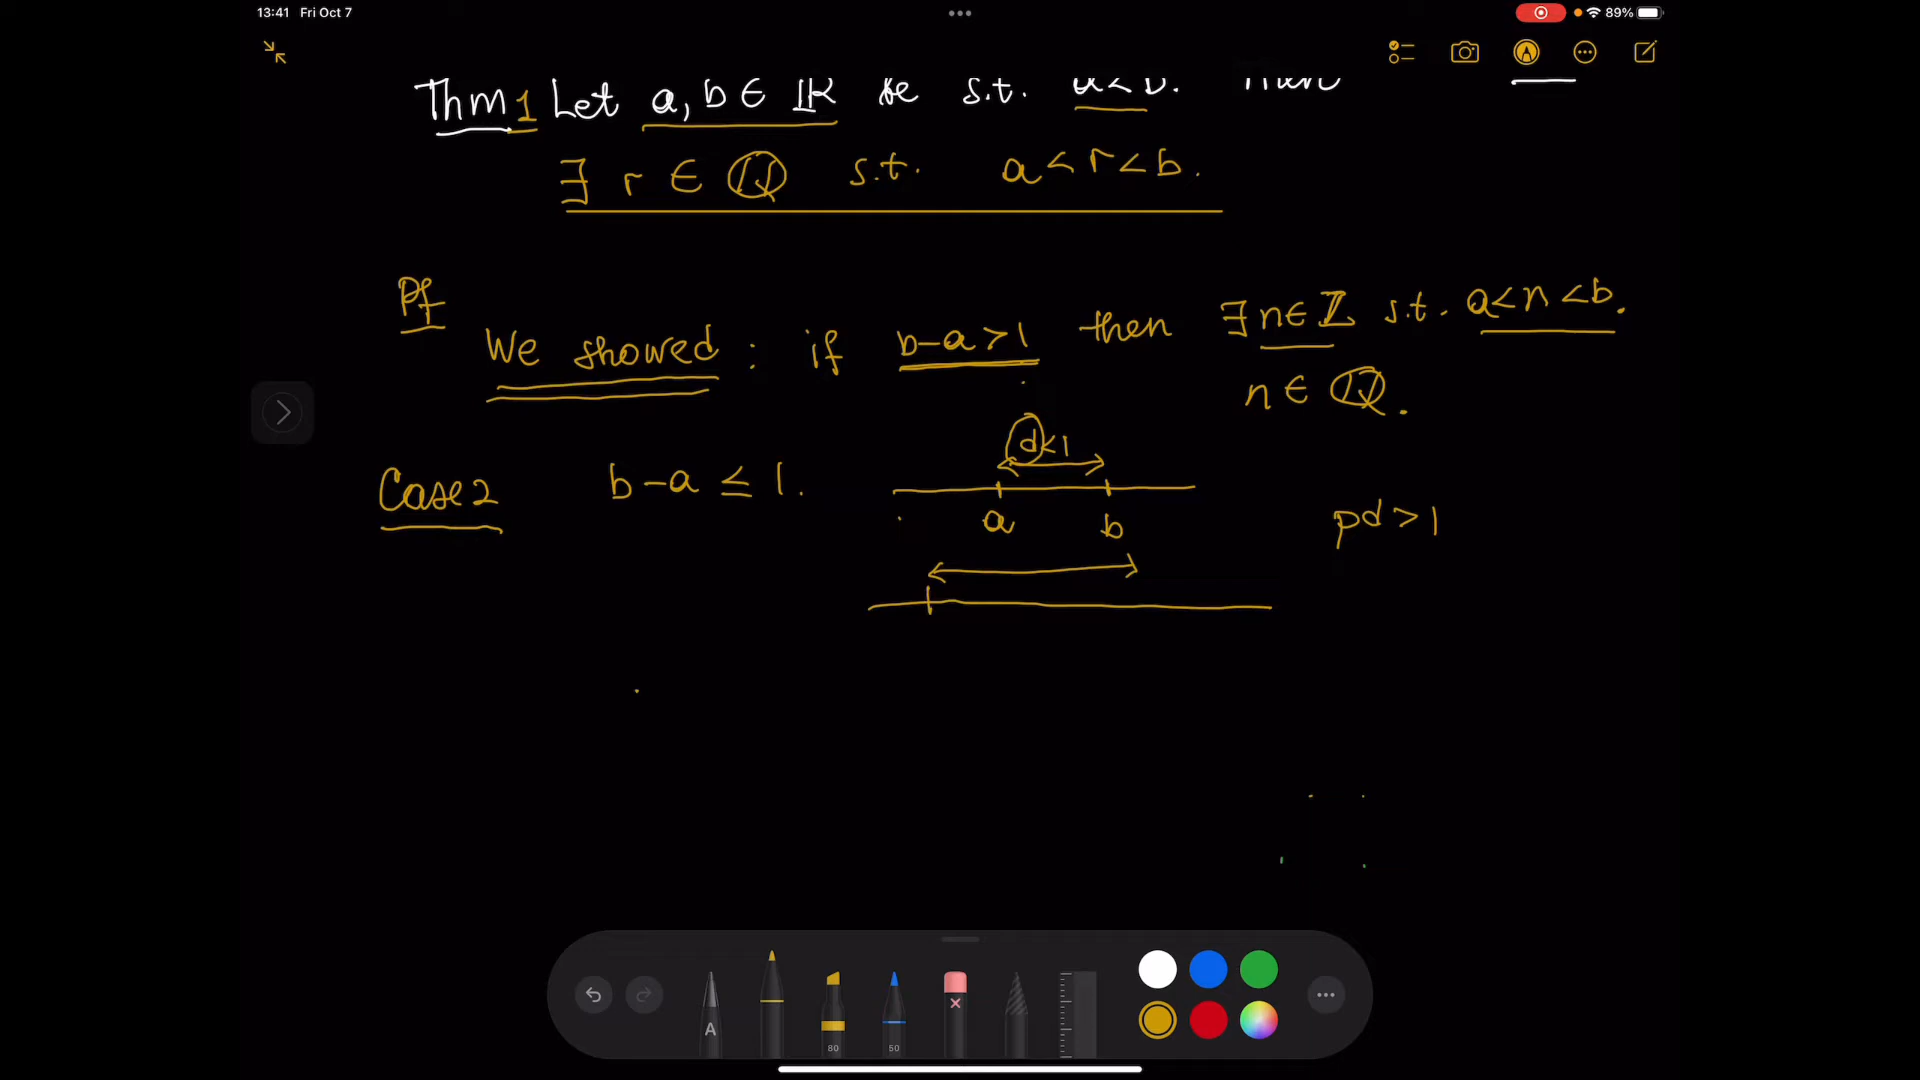 13:41 Fri Oct 7 89%
Thm 1 Let a, b ∈ ℝ be s.t. a<b. Then
∃ r ∈ ℚ s.t. a<r<b.
Pf
We showed: if b-a>1 then ∃ n∈ℤ s.t. a<n<b.
n ∈ ℚ.
d<1
Case 2 b-a ≤ 1.
a b pd>1
A 80 50